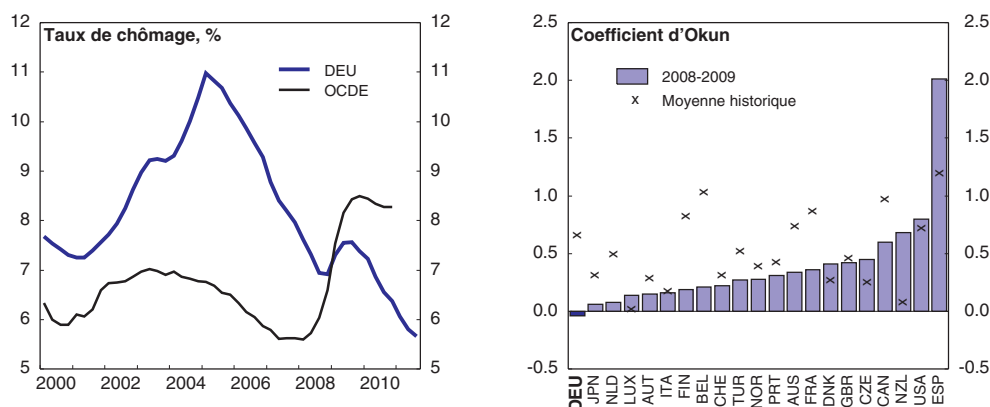 Taux de chômage, %
12
12
11
11
10
10
9
9
8
8
7
7
6
6
5
5
DEU
OCDE
2000
2002
2004
2006
2008
2010
Coefficient d'Okun
2.5
2.5
2.0
2.0
1.5
1.5
1.0
1.0
0.5
0.5
0.0
0.0
-0.5
-0.5
2008-2009
x Moyenne historique
DEU
JPN
NLD
LUX
AUT
ITA
FIN
BEL
CHE
TUR
NOR
PRT
AUS
FRA
DNK
GBR
CZE
CAN
NZL
USA
ESP